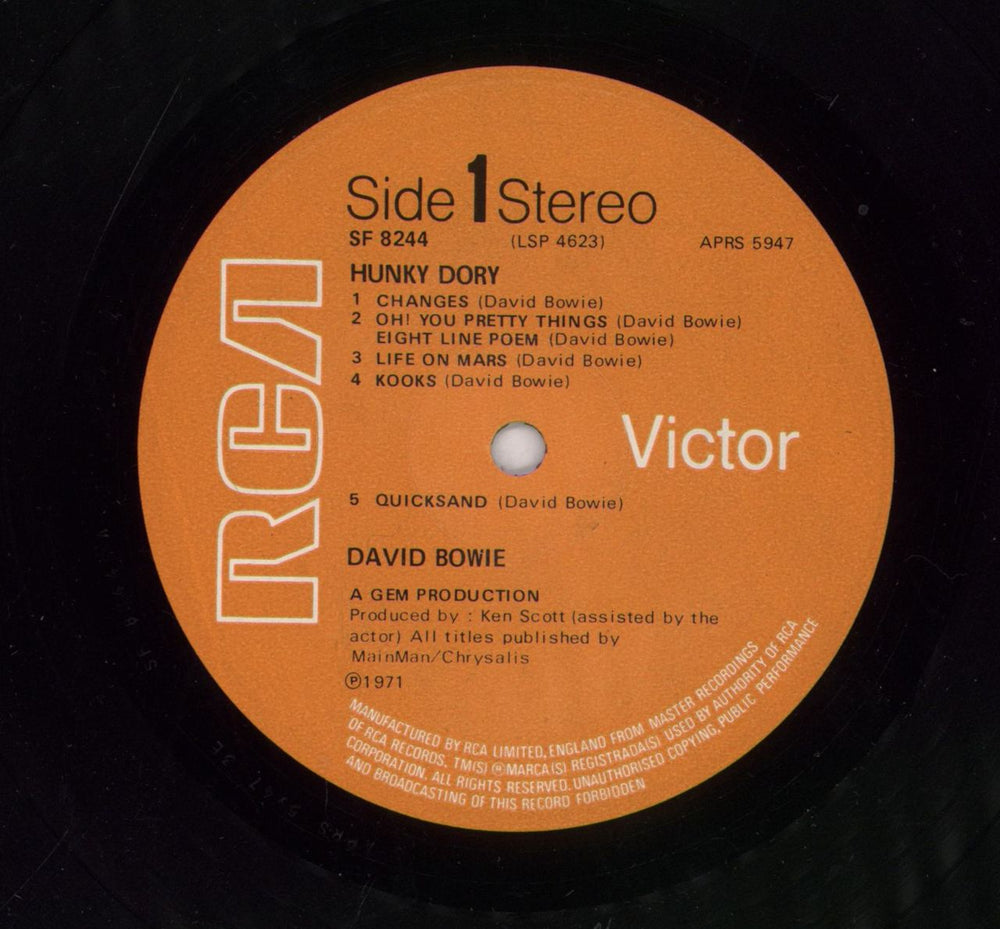 Side 1 Stereo
SF 8244 (LSP 4623) APRS 5947
HUNKY DORY
1 CHANGES (David Bowie)
2 OH! YOU PRETTY THINGS (David Bowie)
EIGHT LINE POEM (David Bowie)
3 LIFE ON MARS (David Bowie)
4 KOOKS (David Bowie)
RCA
Victor
5 QUICKSAND (David Bowie)
DAVID BOWIE
A GEM PRODUCTION
Produced by : Ken Scott (assisted by the
actor) All titles published by
MainMan/Chrysalis
Ⓟ1971
MANUFACTURED BY RCA LIMITED, ENGLAND FROM MASTER RECORDINGS
OF RCA RECORDS. TM(S) ®MARCA(S) REGISTRADA(S) USED BY AUTHORITY OF RCA
CORPORATION. ALL RIGHTS RESERVED. UNAUTHORISED COPYING, PUBLIC PERFORMANCE
AND BROADCASTING OF THIS RECORD FORBIDDEN